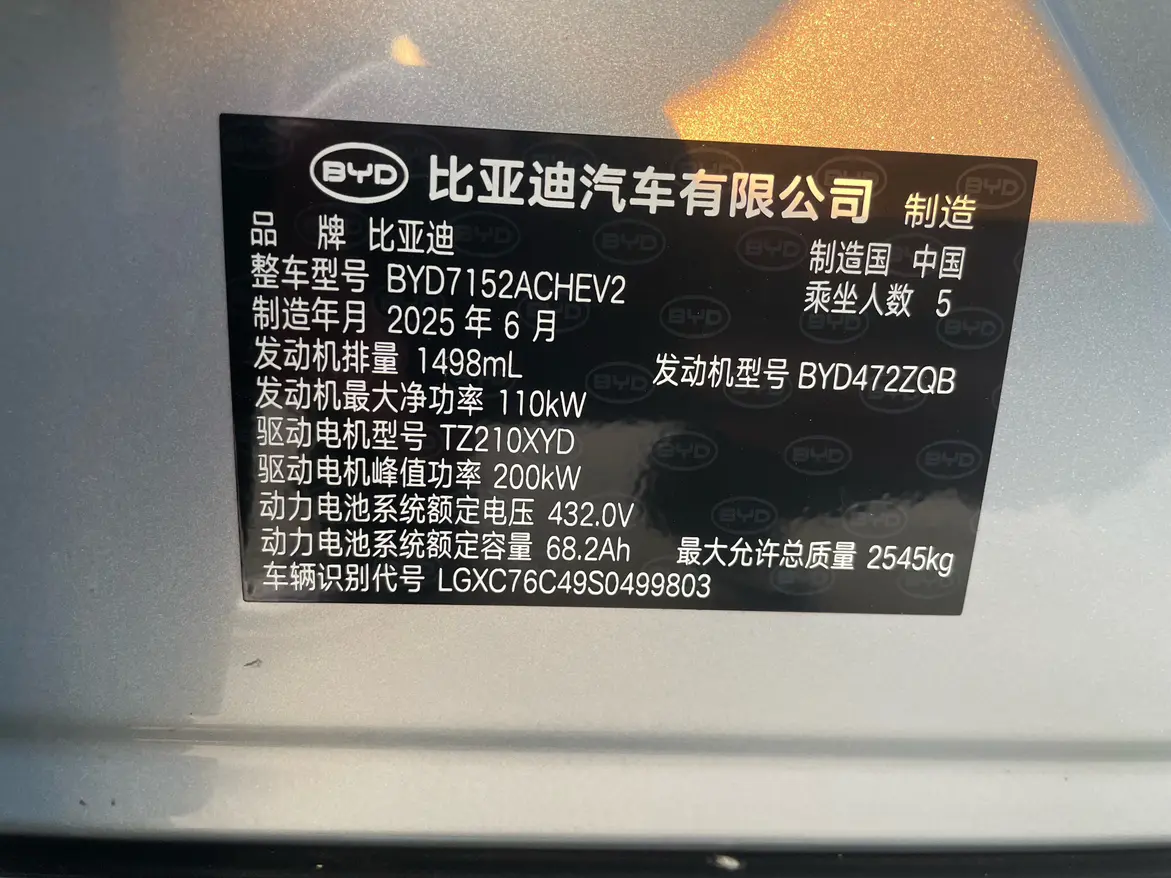 BYD 比亚迪汽车有限公司 制造
品 牌 比亚迪 制造国 中国
整车型号 BYD7152ACHEV2 乘坐人数 5
制造年月 2025 年 6 月
发动机排量 1498mL 发动机型号 BYD472ZQB
发动机最大净功率 110kW
驱动电机型号 TZ210XYD
驱动电机峰值功率 200kW
动力电池系统额定电压 432.0V
动力电池系统额定容量 68.2Ah 最大允许总质量 2545kg
车辆识别代号 LGXC76C49S0499803